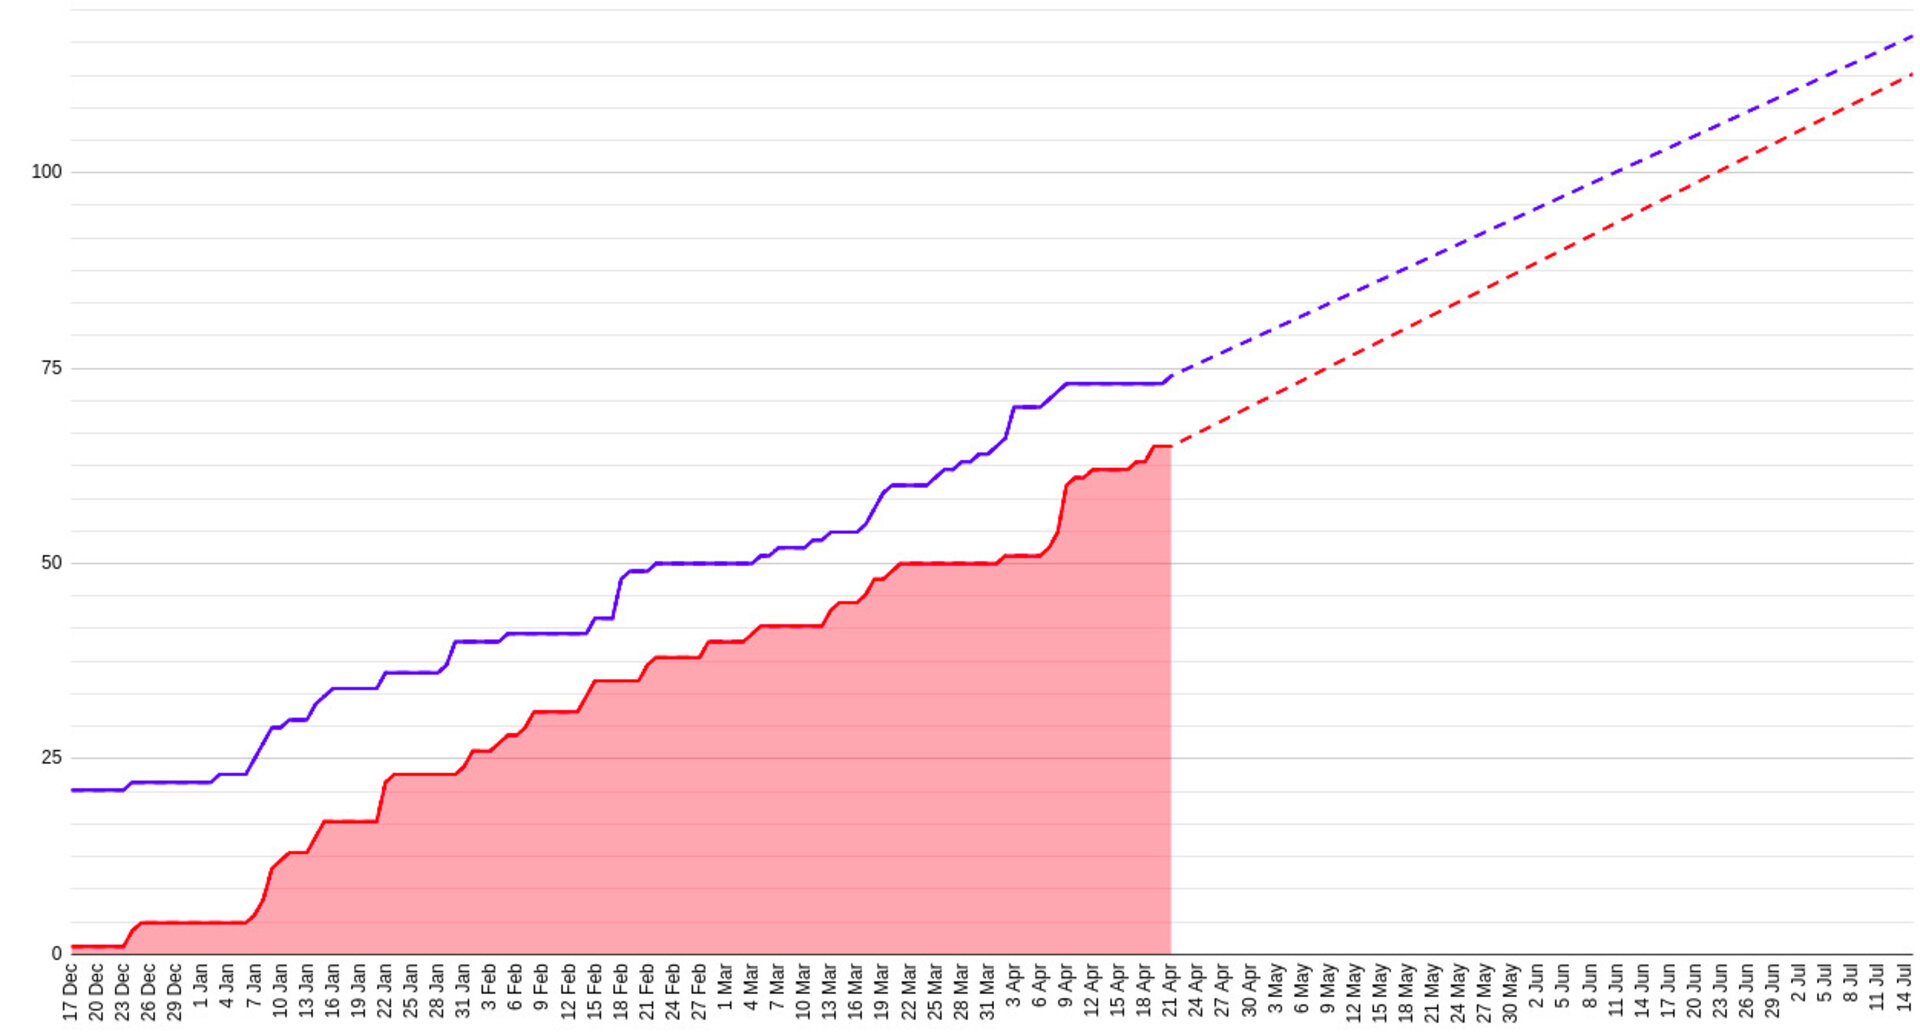 100
75
50
25
0
17 Dec
20 Dec
23 Dec
26 Dec
29 Dec
1 Jan
4 Jan
7 Jan
10 Jan
13 Jan
16 Jan
19 Jan
22 Jan
25 Jan
28 Jan
31 Jan
3 Feb
6 Feb
9 Feb
12 Feb
15 Feb
18 Feb
21 Feb
24 Feb
27 Feb
1 Mar
4 Mar
7 Mar
10 Mar
13 Mar
16 Mar
19 Mar
22 Mar
25 Mar
28 Mar
31 Mar
3 Apr
6 Apr
9 Apr
12 Apr
15 Apr
18 Apr
21 Apr
24 Apr
27 Apr
30 Apr
3 May
6 May
9 May
12 May
15 May
18 May
21 May
24 May
27 May
30 May
2 Jun
5 Jun
8 Jun
11 Jun
14 Jun
17 Jun
20 Jun
23 Jun
26 Jun
29 Jun
2 Jul
5 Jul
8 Jul
11 Jul
14 Jul